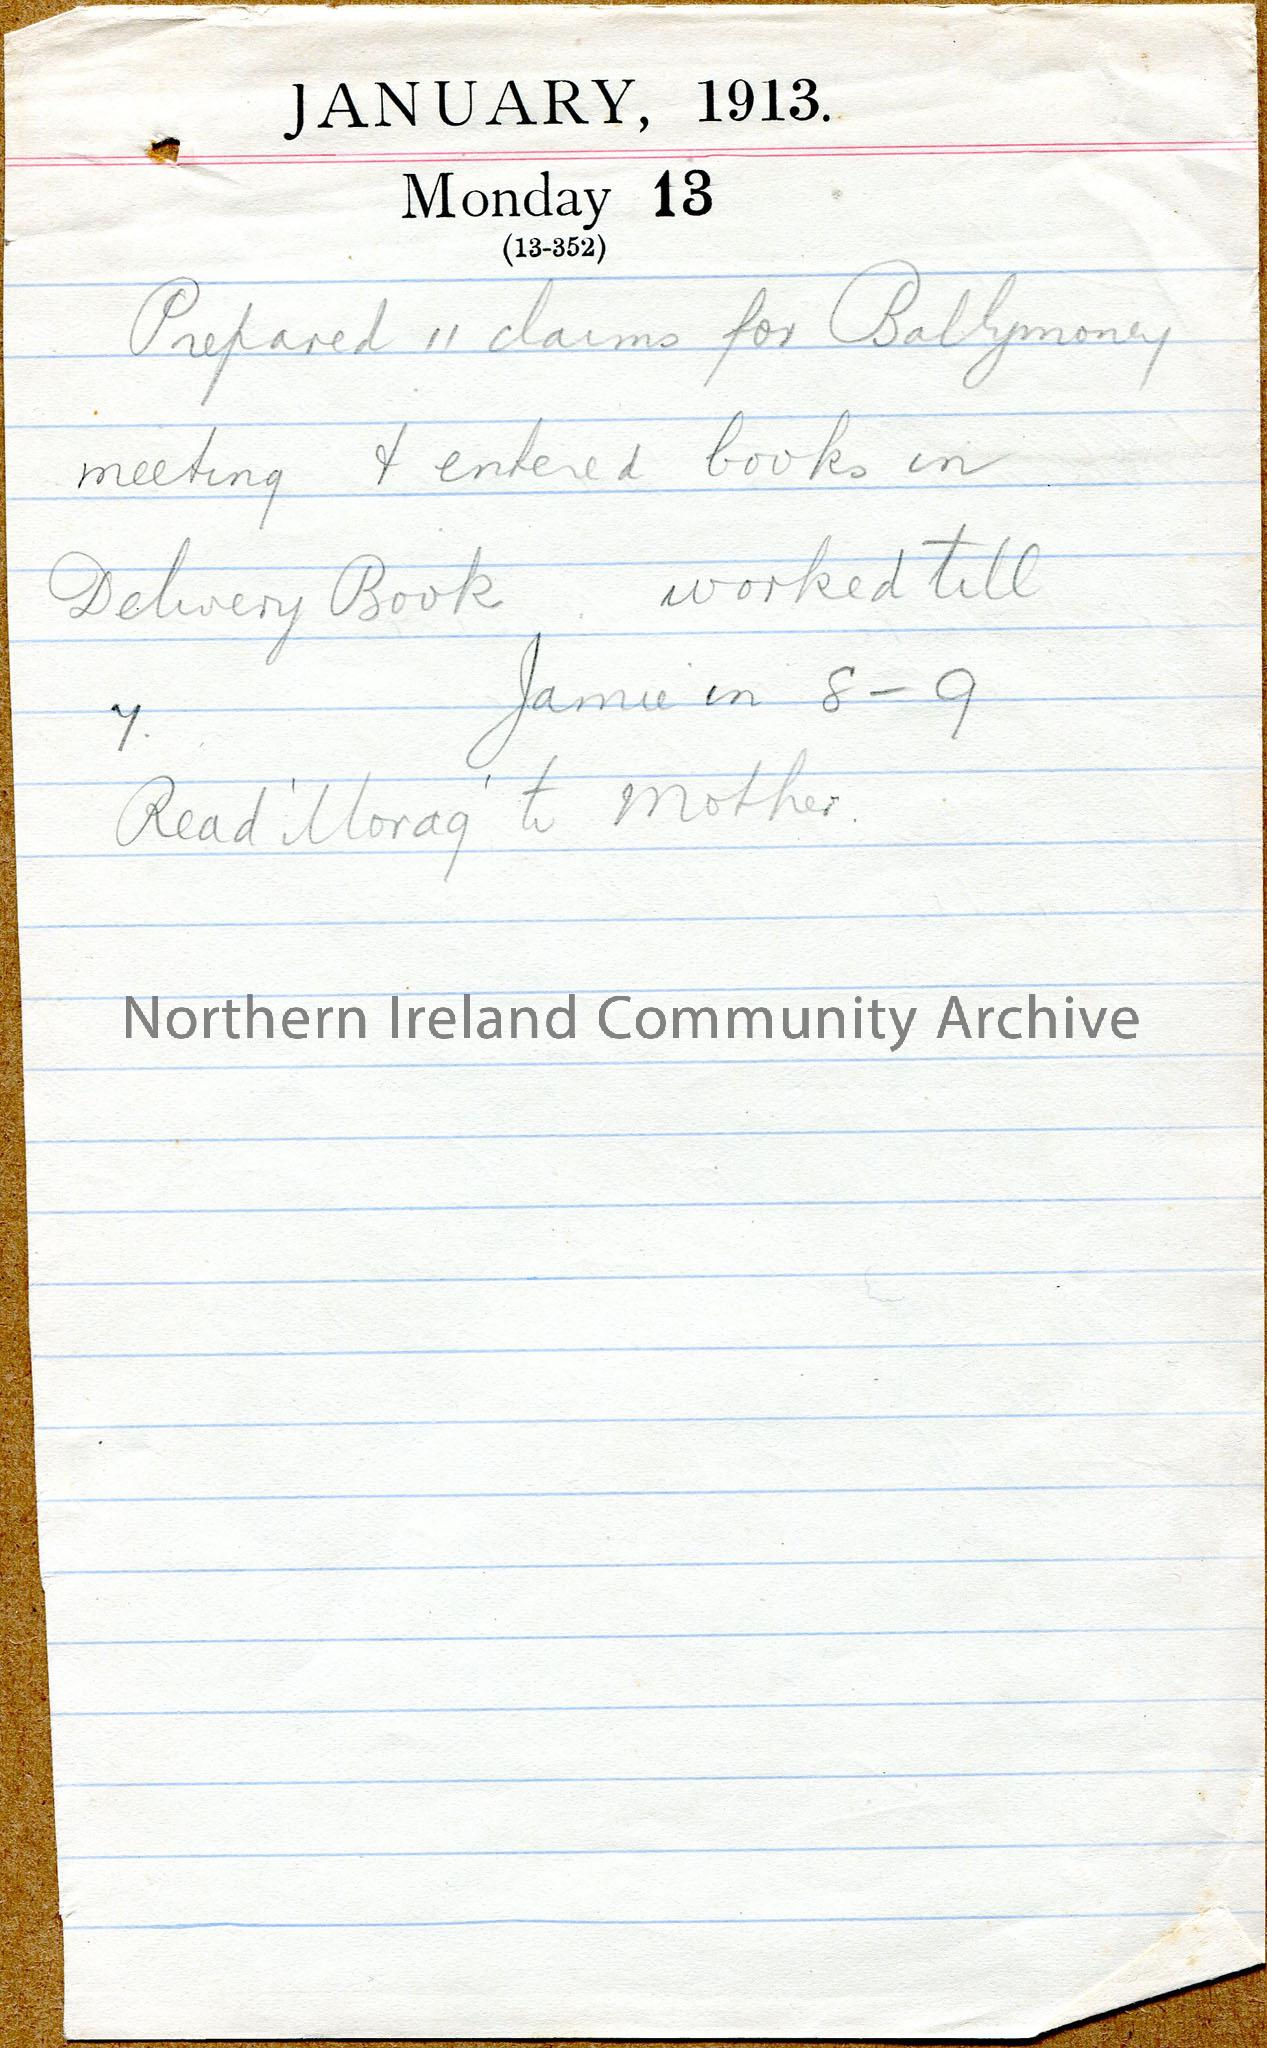 JANUARY, 1913.
Monday 13
(13-352)
Prepared 11 claims for Ballymoney
meeting & entered books in
Delivery Book. worked till
7. Jamie in 8 – 9
Read 'Morag' to Mother.
Northern Ireland Community Archive